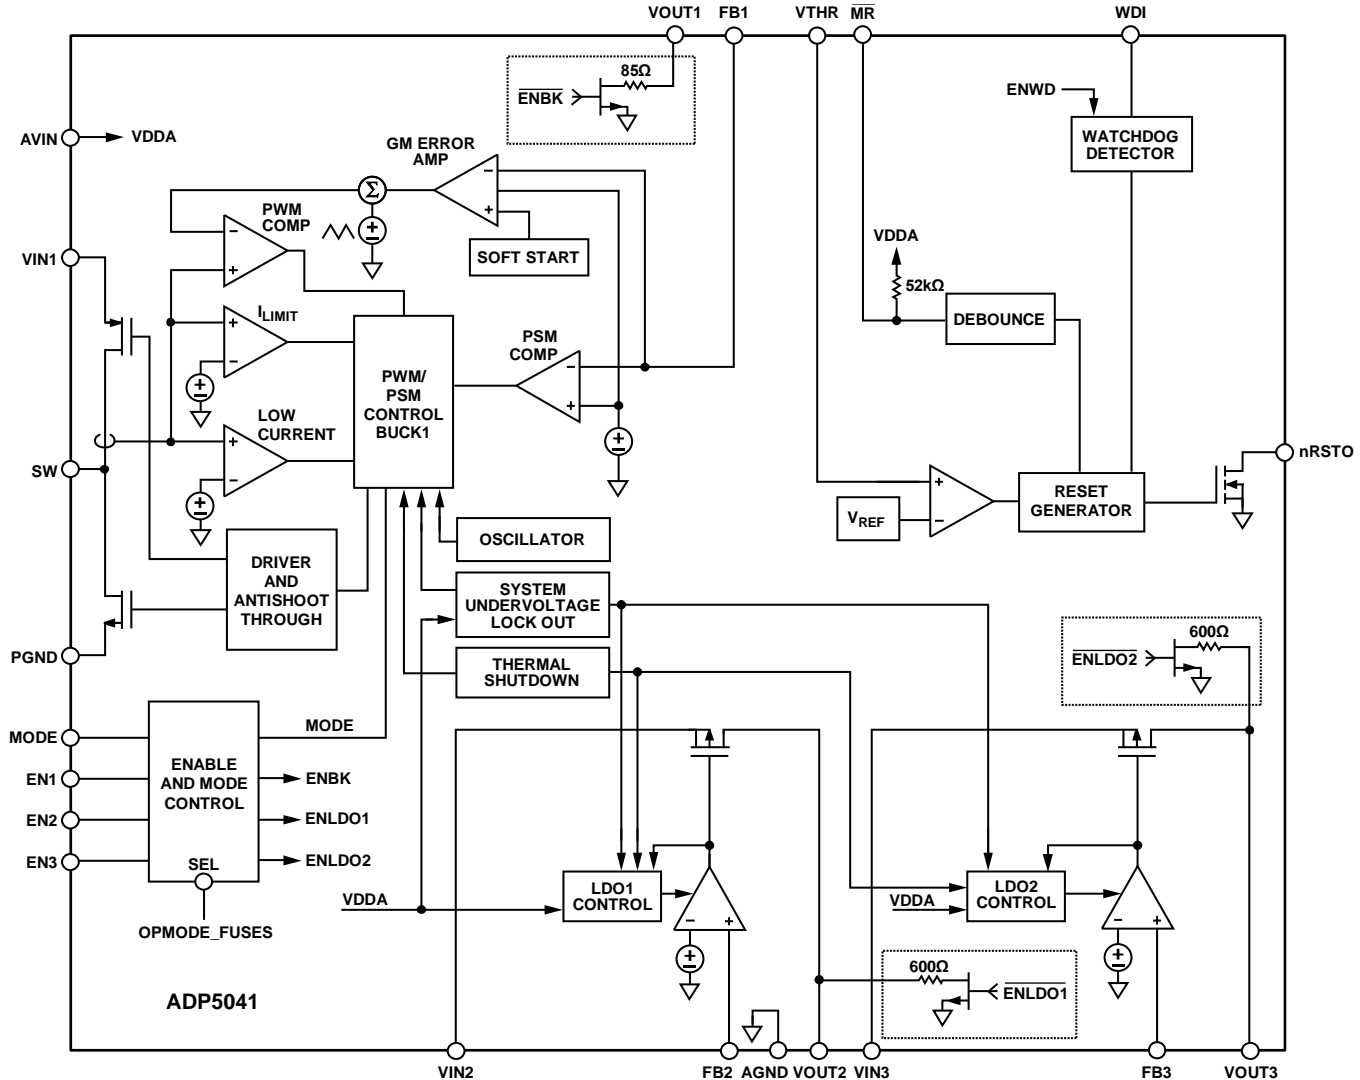 VOUT1 FB1 VTHR MR WDI
85Ω
ENBK
ENWD
AVIN
VDDA
WATCHDOG
DETECTOR
GM ERROR
AMP
Σ
PWM
COMP
SOFT START
VDDA
52kΩ
DEBOUNCE
VIN1
ILIMIT
PSM
COMP
PWM/
PSM
CONTROL
BUCK1
LOW
CURRENT
SW
nRSTO
RESET
GENERATOR
VREF
OSCILLATOR
DRIVER
AND
ANTISHOOT
THROUGH
SYSTEM
UNDERVOLTAGE
LOCK OUT
THERMAL
SHUTDOWN
600Ω
ENLDO2
PGND
MODE
EN1
EN2
EN3
ENABLE
AND MODE
CONTROL
SEL
MODE
ENBK
ENLDO1
ENLDO2
OPMODE_FUSES
VDDA
LDO1
CONTROL
VDDA
LDO2
CONTROL
600Ω
ENLDO1
ADP5041
VIN2 FB2 AGND VOUT2 VIN3 FB3 VOUT3